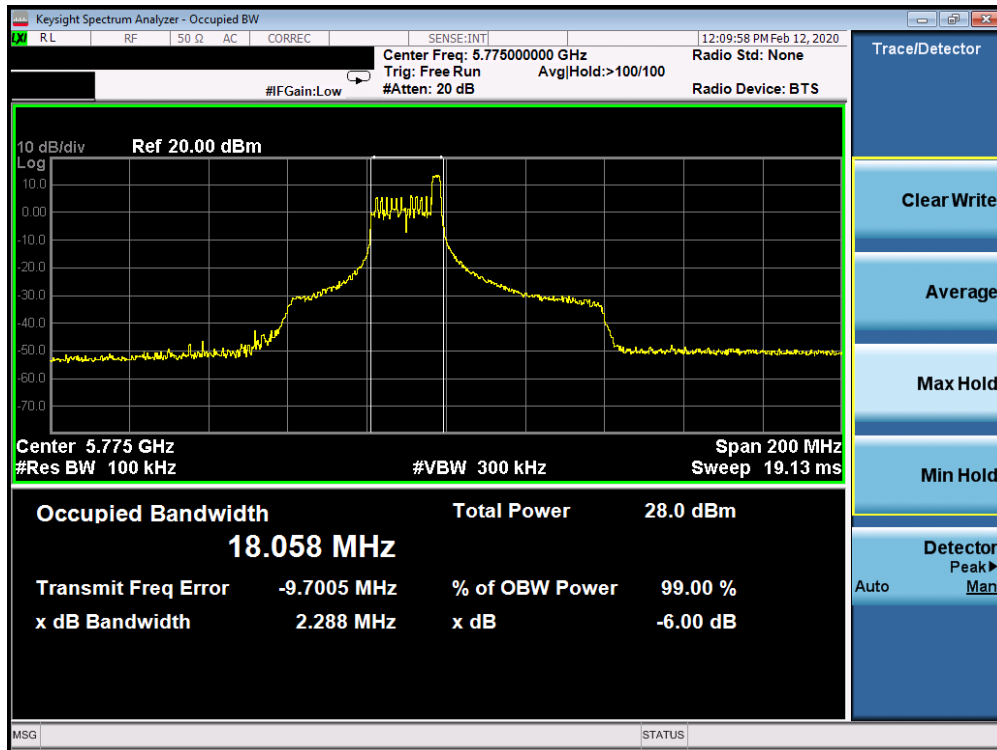 Keysight Spectrum Analyzer - Occupied BW
LXI RL RF 50 Ω AC CORREC SENSE:INT 12:09:58 PM Feb 12, 2020
Center Freq: 5.775000000 GHz Radio Std: None
Trig: Free Run Avg|Hold:>100/100
#IFGain:Low #Atten: 20 dB Radio Device: BTS
10 dB/div Ref 20.00 dBm
Log
10.0
0.00
-10.0
-20.0
-30.0
-40.0
-50.0
-60.0
-70.0
Center 5.775 GHz Span 200 MHz
#Res BW 100 kHz #VBW 300 kHz Sweep 19.13 ms
Occupied Bandwidth Total Power 28.0 dBm
18.058 MHz
Transmit Freq Error -9.7005 MHz % of OBW Power 99.00 %
x dB Bandwidth 2.288 MHz x dB -6.00 dB
MSG STATUS
Trace/Detector
Clear Write
Average
Max Hold
Min Hold
Detector
Peak▶
Auto Man